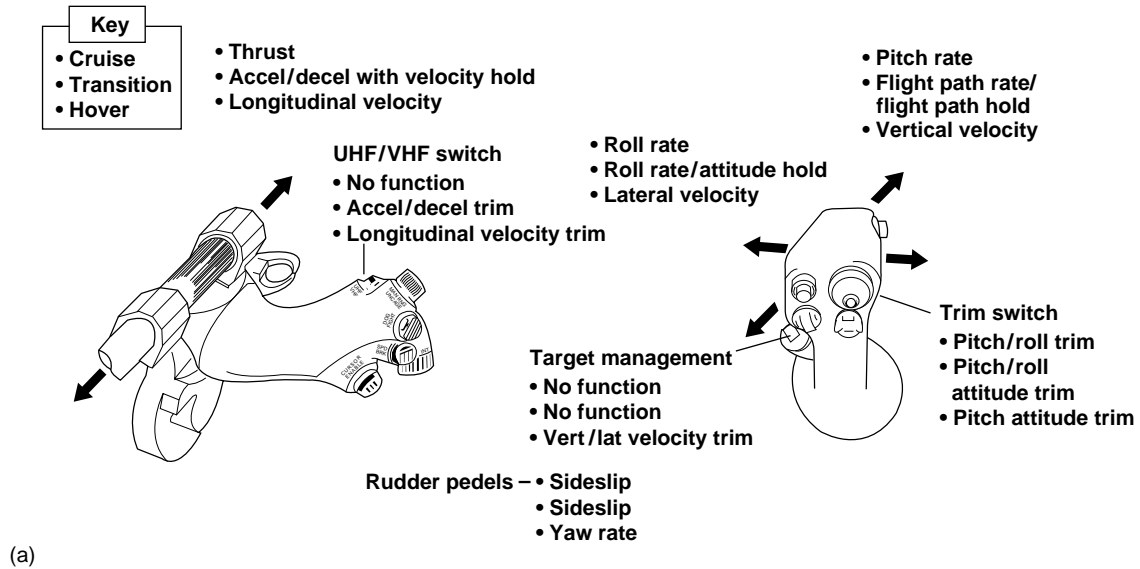 Key
• Cruise
• Transition
• Hover
• Thrust
• Accel/decel with velocity hold
• Longitudinal velocity
• Pitch rate
• Flight path rate/
flight path hold
• Vertical velocity
UHF/VHF switch
• No function
• Accel/decel trim
• Longitudinal velocity trim
• Roll rate
• Roll rate/attitude hold
• Lateral velocity
CURSOR
ENABLE
Trim switch
• Pitch/roll trim
• Pitch/roll
attitude trim
• Pitch attitude trim
Target management
• No function
• No function
• Vert/lat velocity trim
Rudder pedels – • Sideslip
• Sideslip
• Yaw rate
(a)